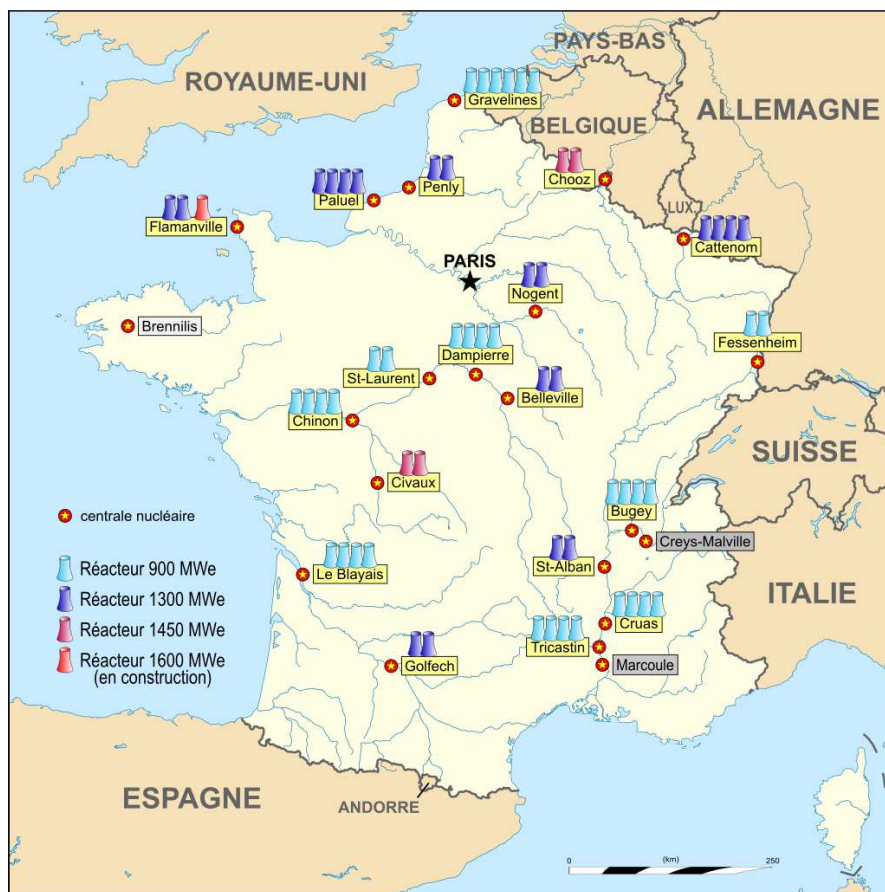 PAYS-BAS
ROYAUME-UNI
ALLEMAGNE
Gravelines
BELGIQUE
Penly
Chooz
Paluel
LUX.
Flamanville
Cattenom
PARIS
Nogent
Brennilis
Fessenheim
Dampierre
St-Laurent
Belleville
Chinon
SUISSE
Civaux
Bugey
centrale nucléaire
Creys-Malville
Réacteur 900 MWe
Le Blayais
St-Alban
ITALIE
Réacteur 1300 MWe
Cruas
Réacteur 1450 MWe
Tricastin
Réacteur 1600 MWe
(en construction)
Golfech
Marcoule
ESPAGNE
ANDORRE
0
(km)
250